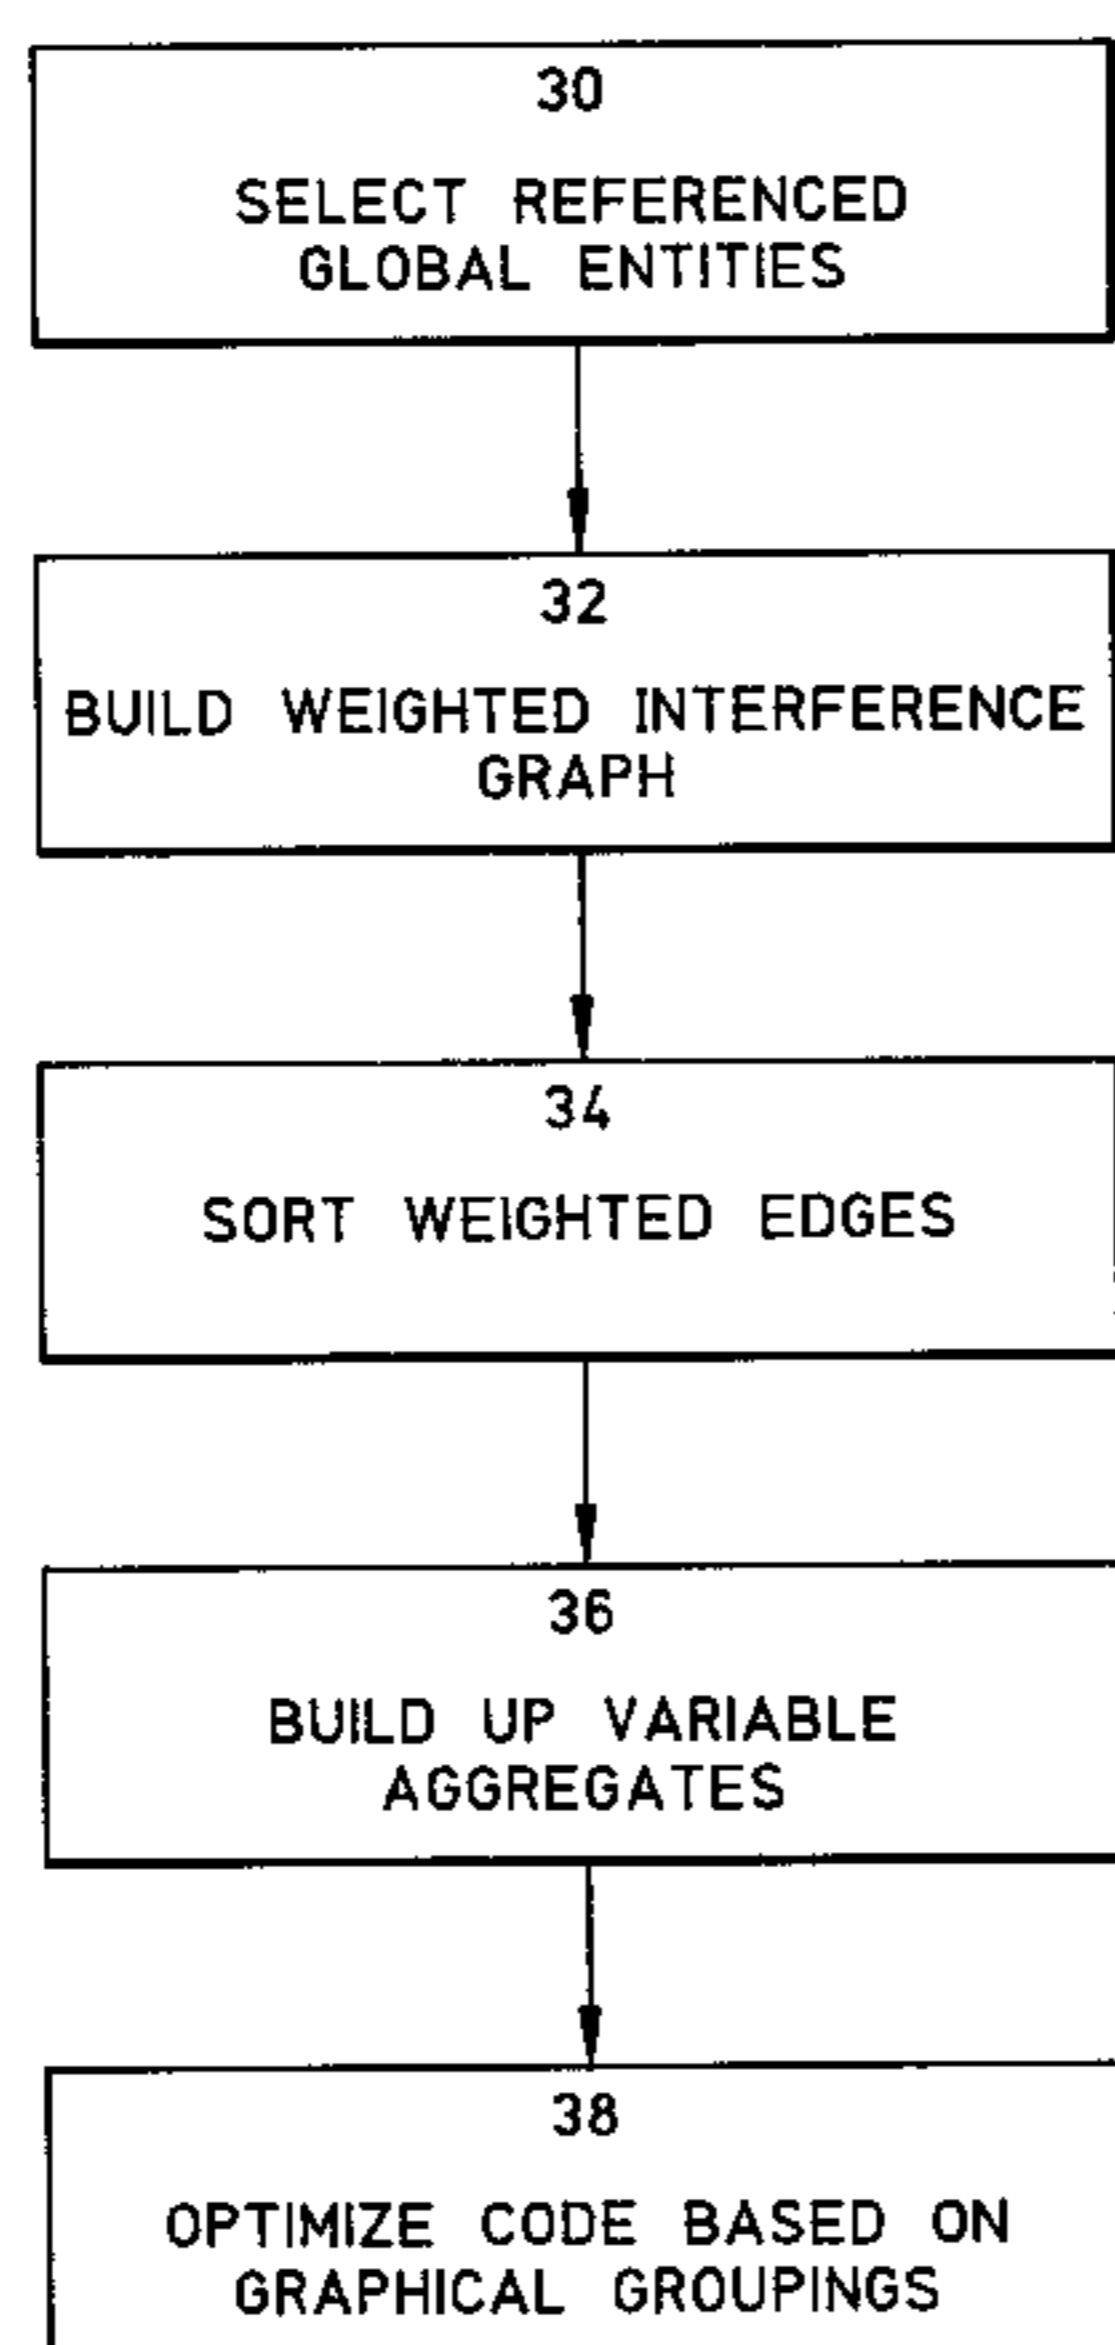 30
SELECT REFERENCED
GLOBAL ENTITIES
32
BUILD WEIGHTED INTERFERENCE
GRAPH
34
SORT WEIGHTED EDGES
36
BUILD UP VARIABLE
AGGREGATES
38
OPTIMIZE CODE BASED ON
GRAPHICAL GROUPINGS